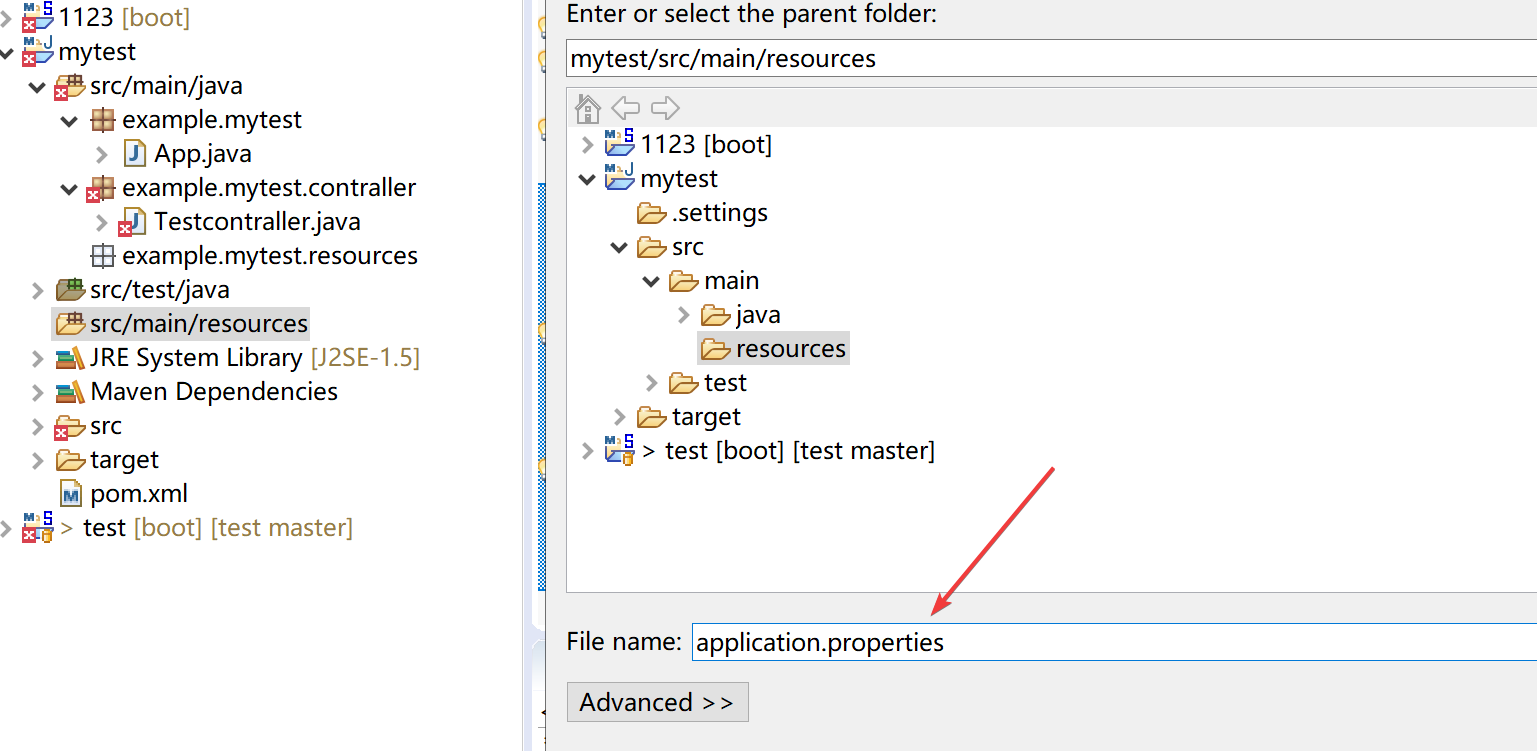 1123 [boot]
mytest
src/main/java
example.mytest
App.java
example.mytest.contraller
Testcontraller.java
example.mytest.resources
src/test/java
src/main/resources
JRE System Library [J2SE-1.5]
Maven Dependencies
src
target
pom.xml
> test [boot] [test master]
Enter or select the parent folder:
mytest/src/main/resources
1123 [boot]
mytest
.settings
src
main
java
resources
test
target
> test [boot] [test master]
File name: application.properties
Advanced >>